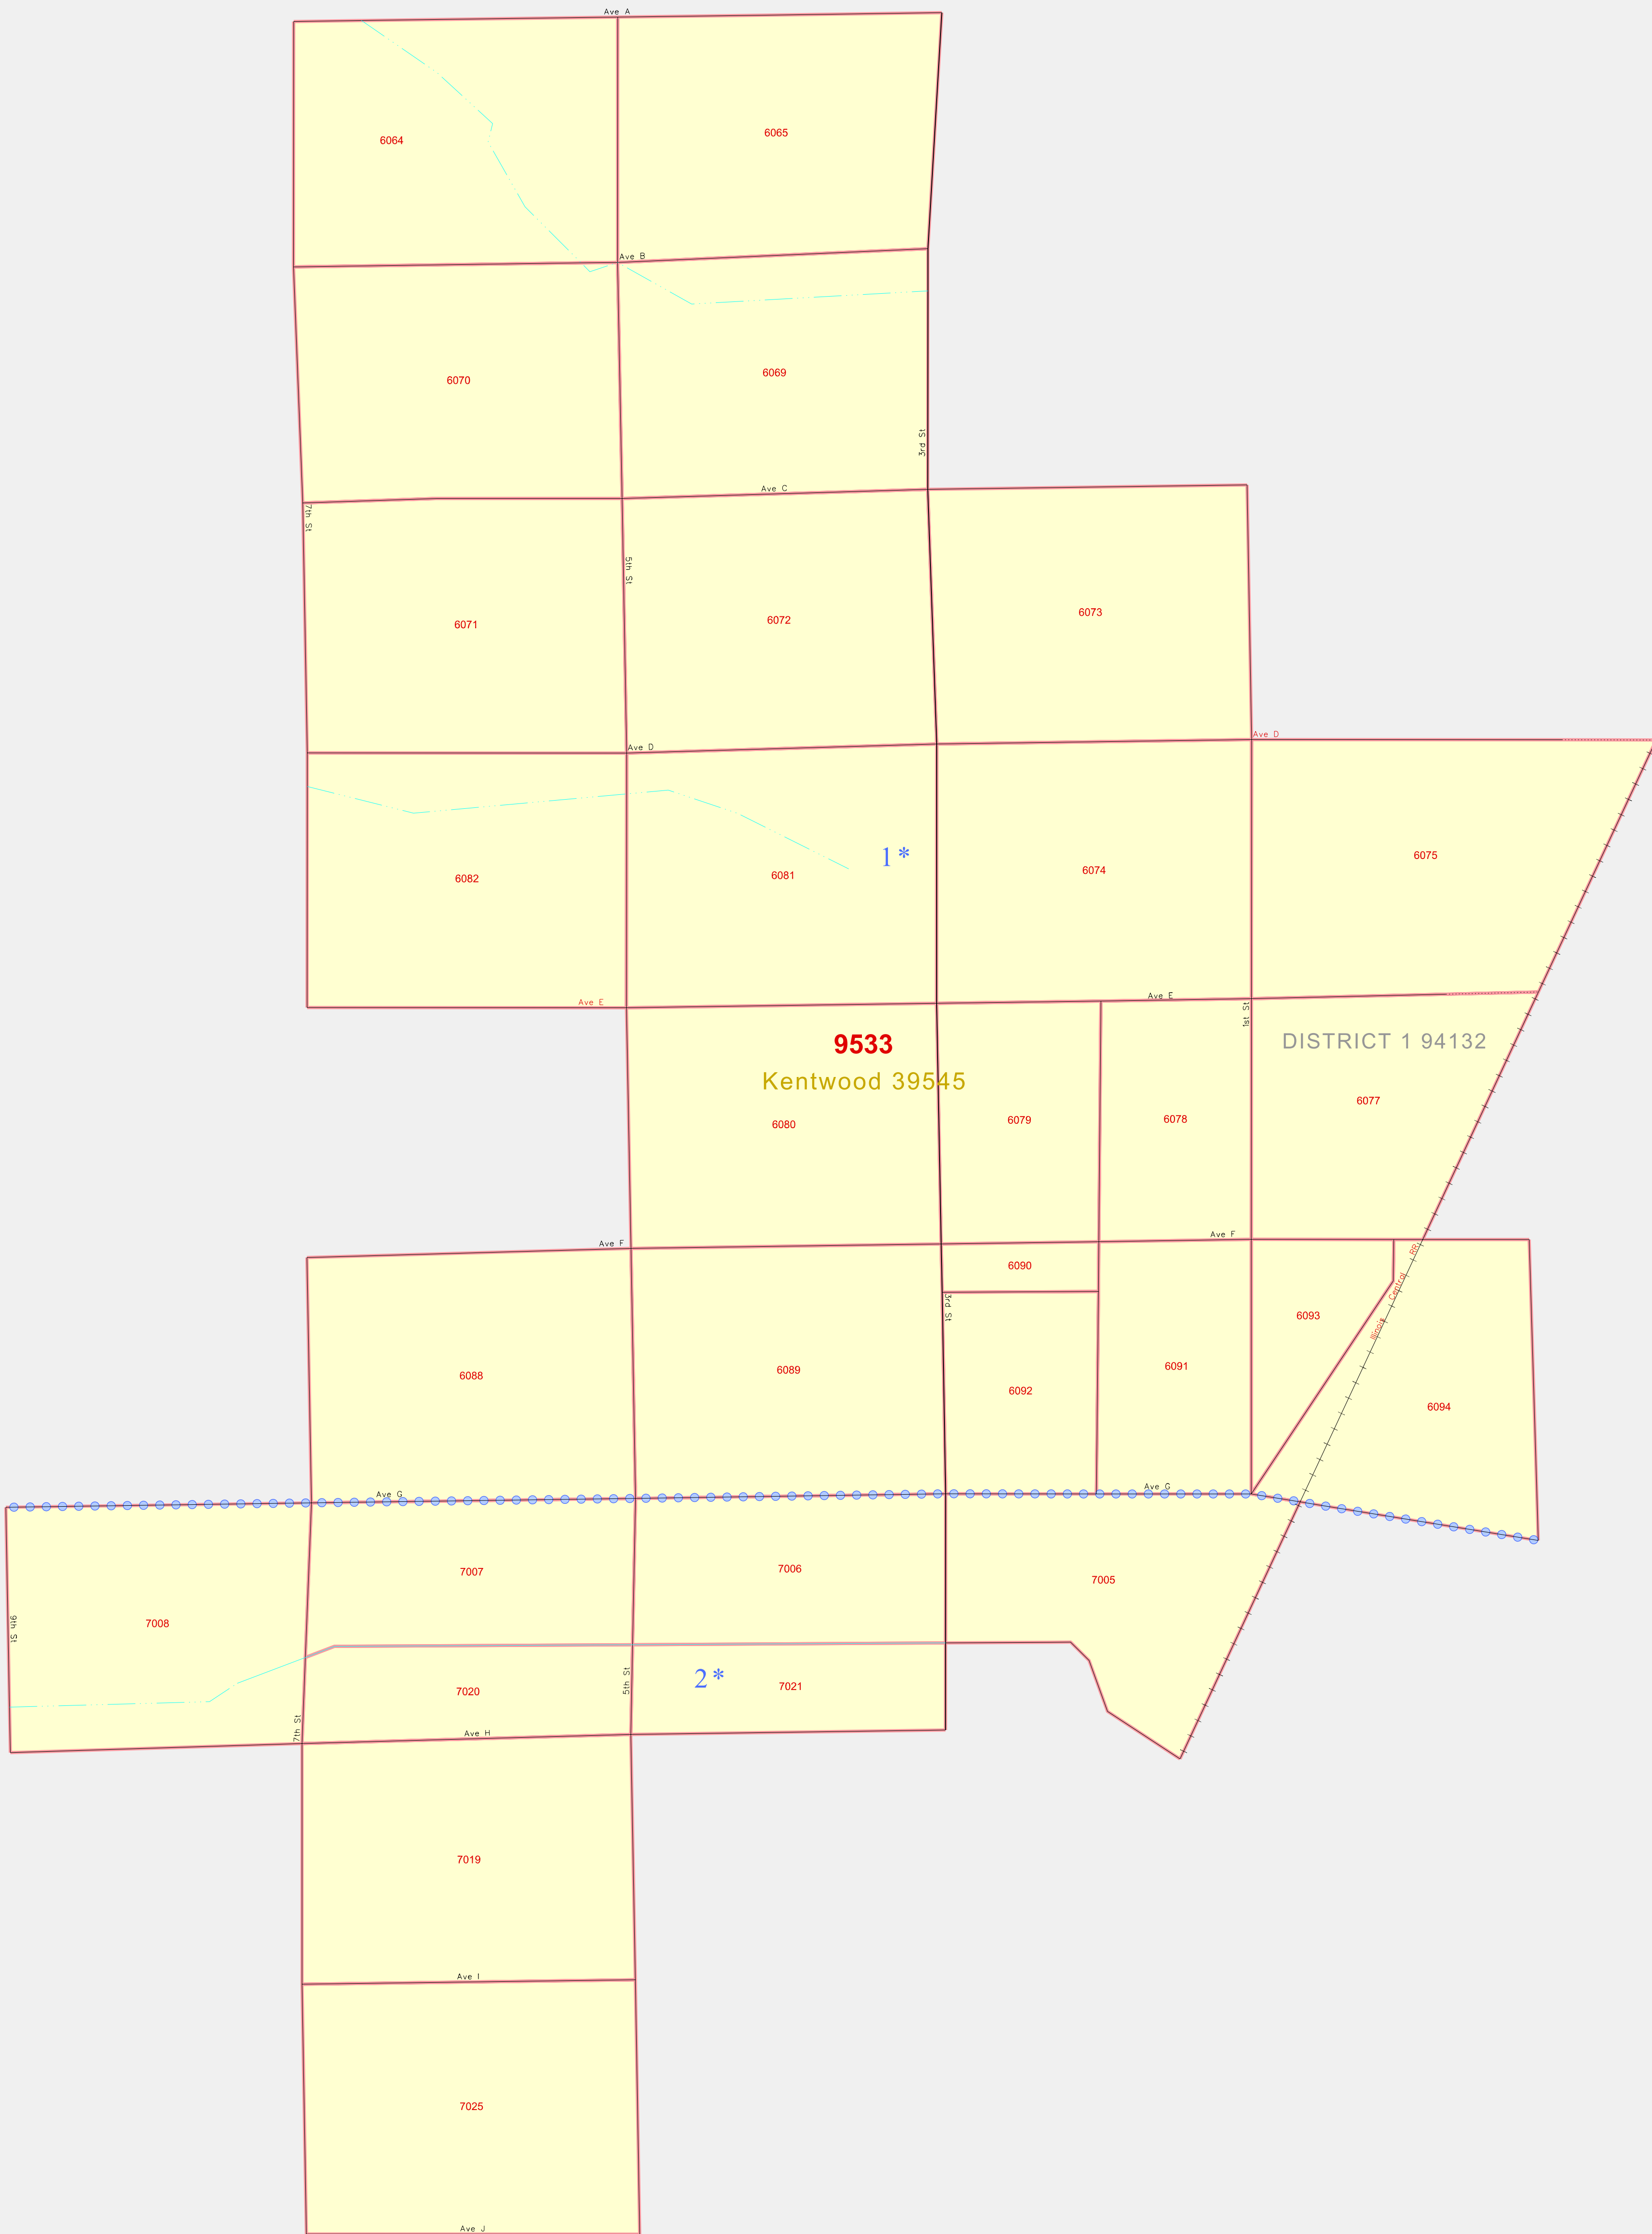 Ave A
6064
6065
Ave B
6070
6069
3rd St
Ave C
7th St
5th St
6071
6072
6073
Ave D
Ave D
1*
6082
6081
6074
6075
Ave E
Ave E
1st St
9533
DISTRICT 1 94132
Kentwood 39545
6080
6079
6078
6077
Ave F
Ave F
6090
3rd St
Illinois Central RR
6088
6089
6092
6091
6093
6094
Ave G
Ave G
9th St
7008
7007
7006
7005
5th St
2*
7020
7021
7th St
Ave H
7019
Ave I
7025
Ave J